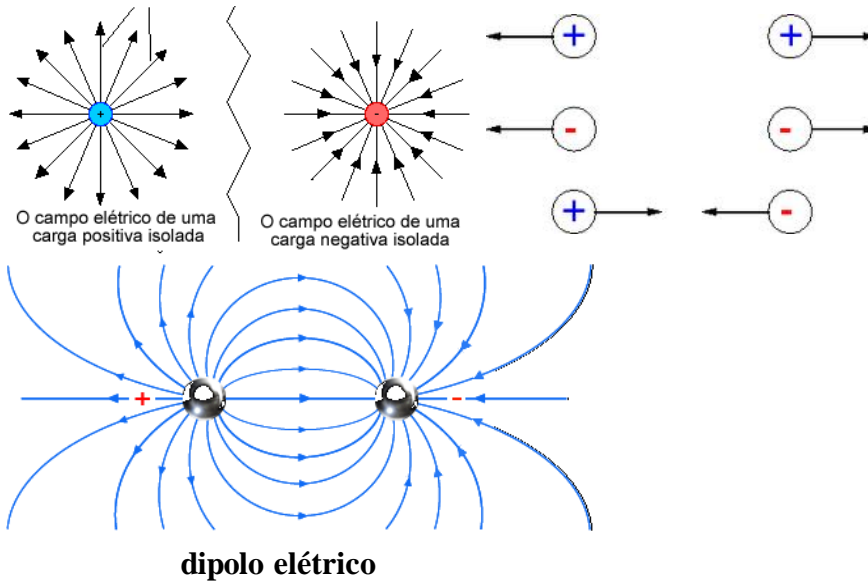 +
-
O campo elétrico de uma
carga positiva isolada
O campo elétrico de uma
carga negativa isolada
+ +
- -
+ -
+ -
dipolo elétrico